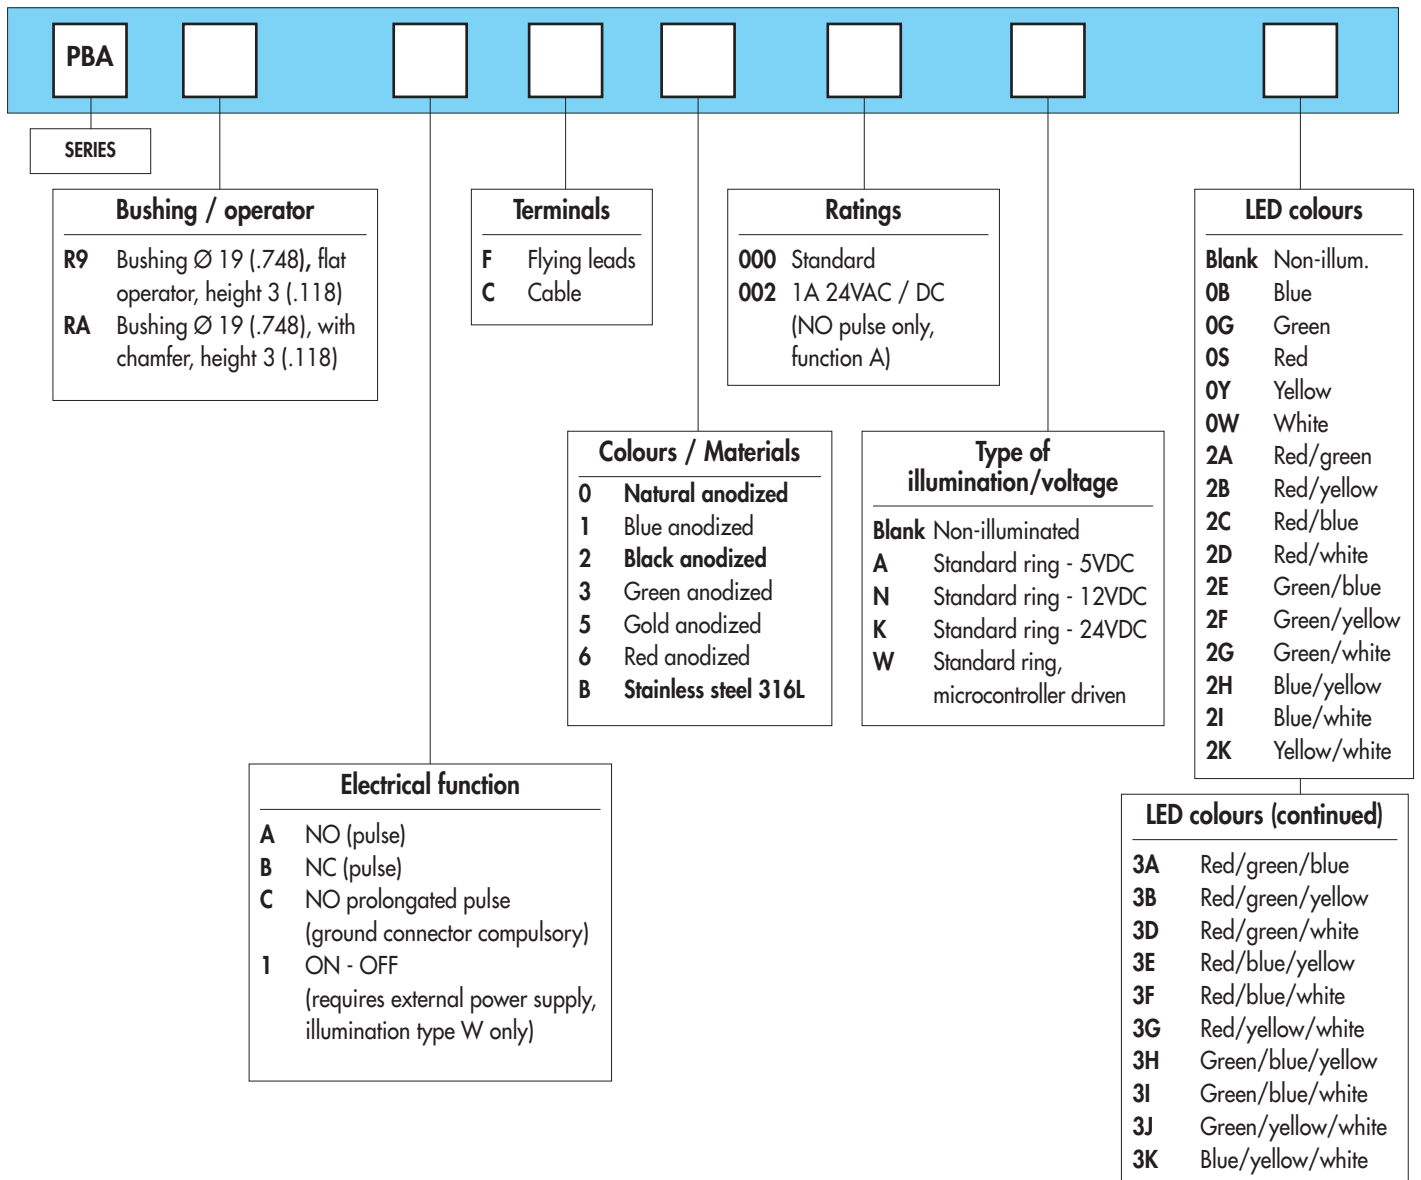 PBA
SERIES
Bushing / operator
R9 Bushing Ø 19 (.748), flat
operator, height 3 (.118)
RA Bushing Ø 19 (.748), with
chamfer, height 3 (.118)
Terminals
F Flying leads
C Cable
Ratings
000 Standard
002 1A 24VAC / DC
(NO pulse only,
function A)
LED colours
Blank Non-illum.
0B Blue
0G Green
0S Red
0Y Yellow
0W White
2A Red/green
2B Red/yellow
2C Red/blue
2D Red/white
2E Green/blue
2F Green/yellow
2G Green/white
2H Blue/yellow
2I Blue/white
2K Yellow/white
Colours / Materials
0 Natural anodized
1 Blue anodized
2 Black anodized
3 Green anodized
5 Gold anodized
6 Red anodized
B Stainless steel 316L
Type of
illumination/voltage
Blank Non-illuminated
A Standard ring - 5VDC
N Standard ring - 12VDC
K Standard ring - 24VDC
W Standard ring,
microcontroller driven
Electrical function
A NO (pulse)
B NC (pulse)
C NO prolongated pulse
(ground connector compulsory)
1 ON - OFF
(requires external power supply,
illumination type W only)
LED colours (continued)
3A Red/green/blue
3B Red/green/yellow
3D Red/green/white
3E Red/blue/yellow
3F Red/blue/white
3G Red/yellow/white
3H Green/blue/yellow
3I Green/blue/white
3J Green/yellow/white
3K Blue/yellow/white